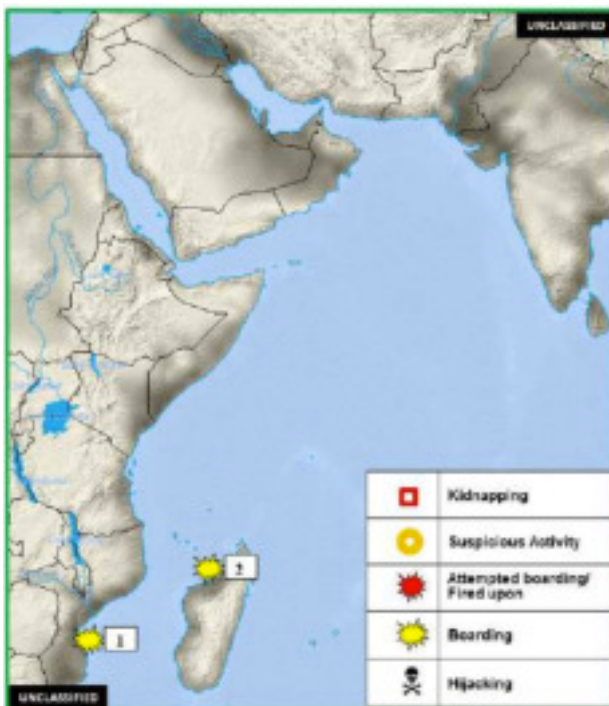 UNCLASSIFIED
2
1
Kidnapping
Suspicious Activity
Attempted boarding/
Fired upon
Boarding
Hijacking
UNCLASSIFIED